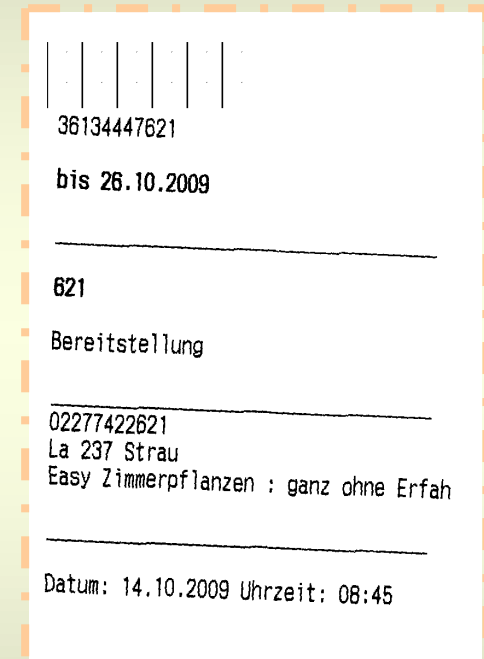 36134447621
bis 26.10.2009
621
Bereitstellung
02277422621
La 237 Strau
Easy Zimmerpflanzen : ganz ohne Erfah
Datum: 14.10.2009 Uhrzeit: 08:45